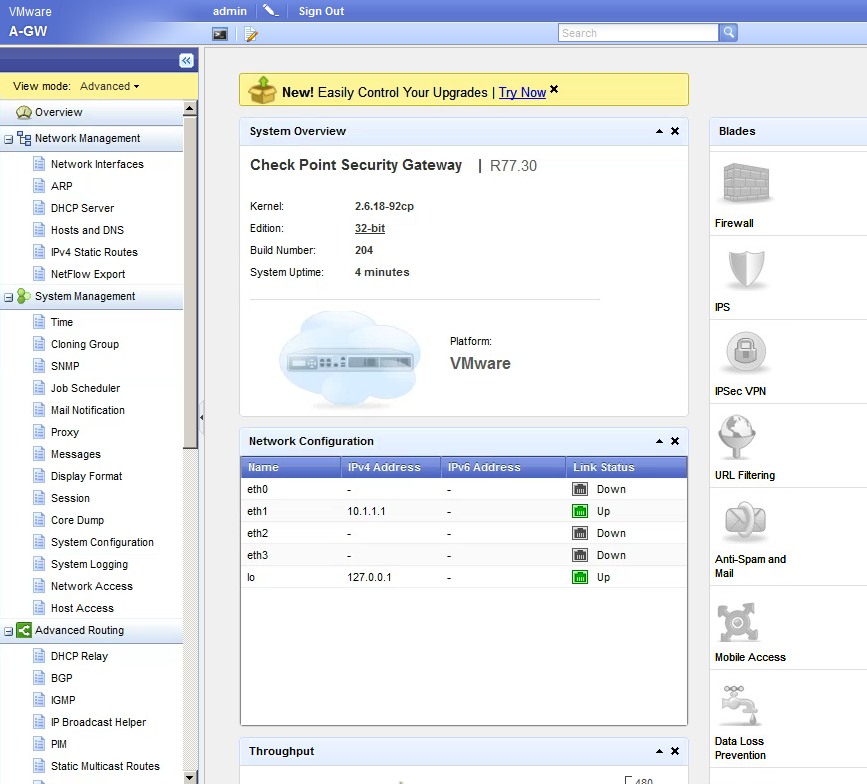 VMware
A-GW
admin
Sign Out
Search
View mode: Advanced
Overview
Network Management
Network Interfaces
ARP
DHCP Server
Hosts and DNS
IPv4 Static Routes
NetFlow Export
System Management
Time
Cloning Group
SNMP
Job Scheduler
Mail Notification
Proxy
Messages
Display Format
Session
Core Dump
System Configuration
System Logging
Network Access
Host Access
Advanced Routing
DHCP Relay
BGP
IGMP
IP Broadcast Helper
PIM
Static Multicast Routes
New! Easily Control Your Upgrades | Try Now
System Overview
Check Point Security Gateway | R77.30
Kernel: 2.6.18-92cp
Edition: 32-bit
Build Number: 204
System Uptime: 4 minutes
Platform:
VMware
Network Configuration
Name IPv4 Address IPv6 Address Link Status
eth0 - - Down
eth1 10.1.1.1 - Up
eth2 - - Down
eth3 - - Down
lo 127.0.0.1 - Up
Throughput
480
Blades
Firewall
IPS
IPSec VPN
URL Filtering
Anti-Spam and
Mail
Mobile Access
Data Loss
Prevention